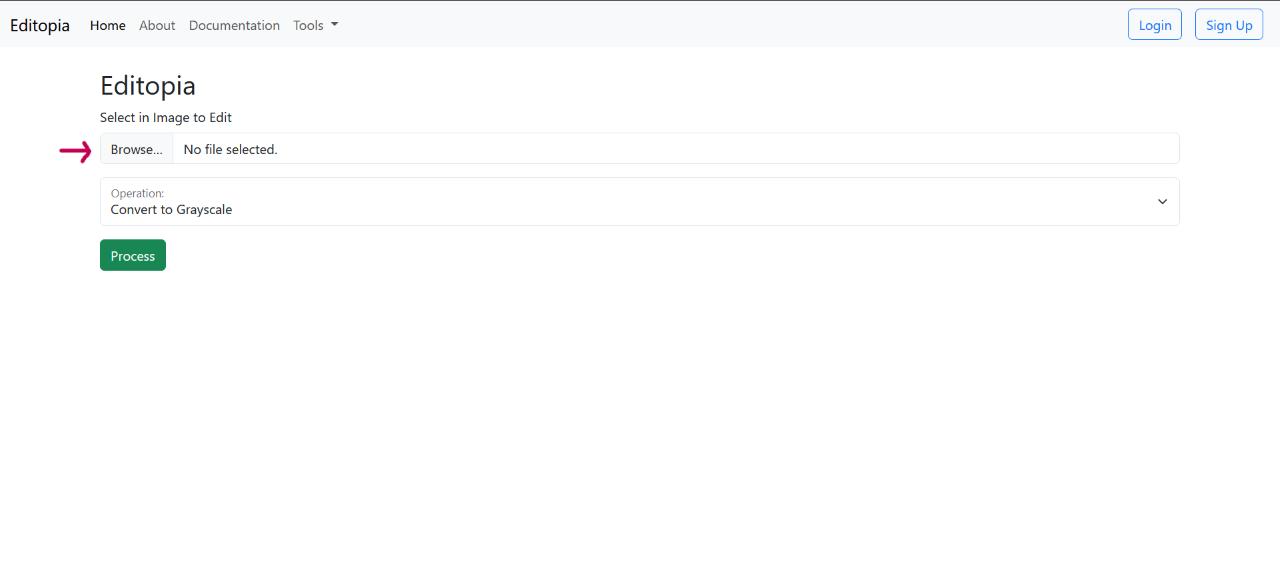 Editopia Home About Documentation Tools Login Sign Up
Editopia
Select in Image to Edit
Browse... No file selected.
Operation:
Convert to Grayscale
Process